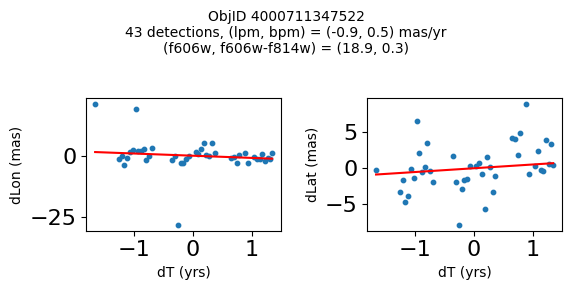 ObjID 4000711347522
43 detections, (lpm, bpm) = (-0.9, 0.5) mas/yr
(f606w, f606w-f814w) = (18.9, 0.3)
dLon (mas)
0
−25
−1
0
1
dT (yrs)
dLat (mas)
5
0
−5
−1
0
1
dT (yrs)